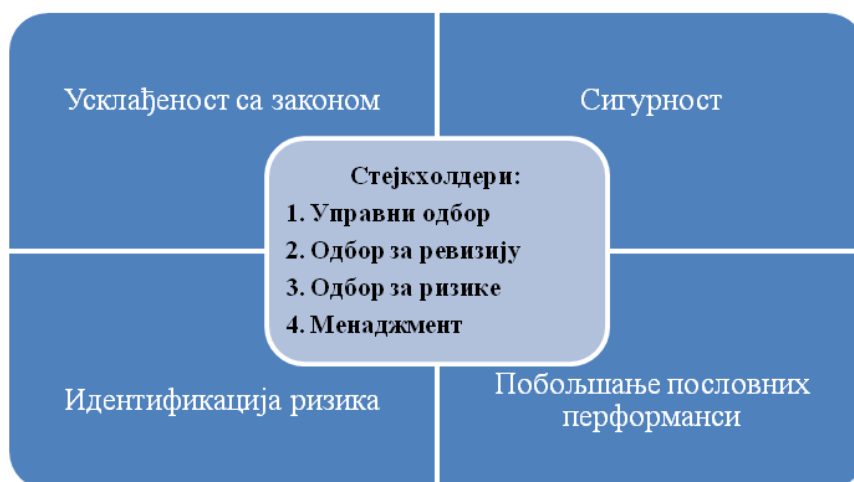 Усклађеност са законом
Сигурност
Стејкхолдери:
1. Управни одбор
2. Одбор за ревизију
3. Одбор за ризике
4. Менаџмент
Идентификација ризика
Побољшање пословних
перформанси